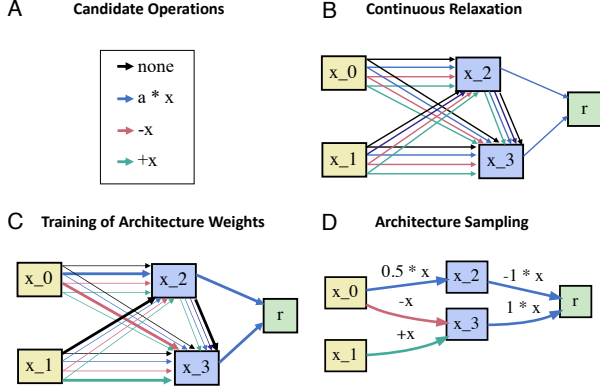 A Candidate Operations
none
a * x
-x
+x
B Continuous Relaxation
x_0
x_2
r
x_1
x_3
C Training of Architecture Weights
x_0
x_2
r
x_1
x_3
D Architecture Sampling
0.5 * x
x_2
-1 * x
x_0
r
-x
x_3
1 * x
+x
x_1